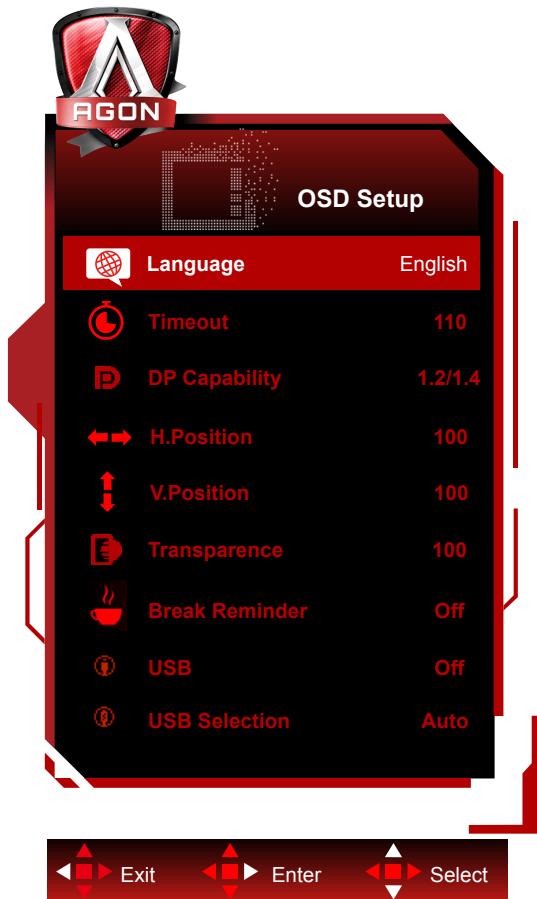 AGON
OSD Setup
Language English
Timeout 110
DP Capability 1.2/1.4
H.Position 100
V.Position 100
Transparence 100
Break Reminder Off
USB Off
USB Selection Auto
Exit Enter Select